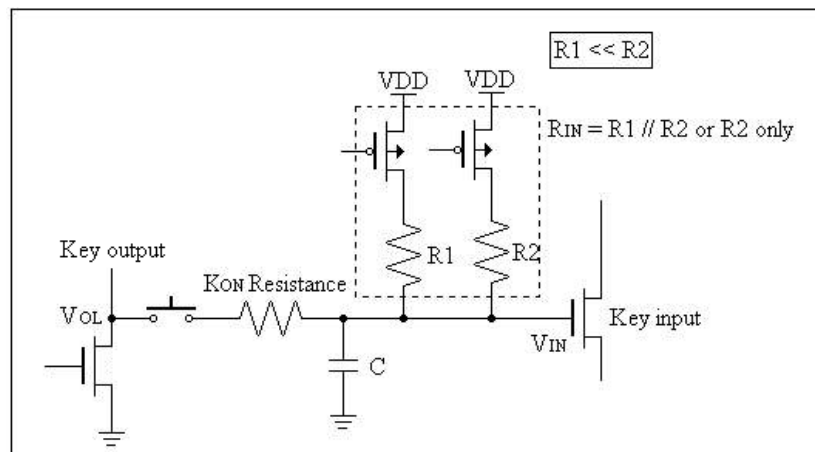 R1 << R2
VDD
VDD
RIN = R1 // R2 or R2 only
R1
R2
Key output
KON Resistance
VOL
VIN
Key input
C